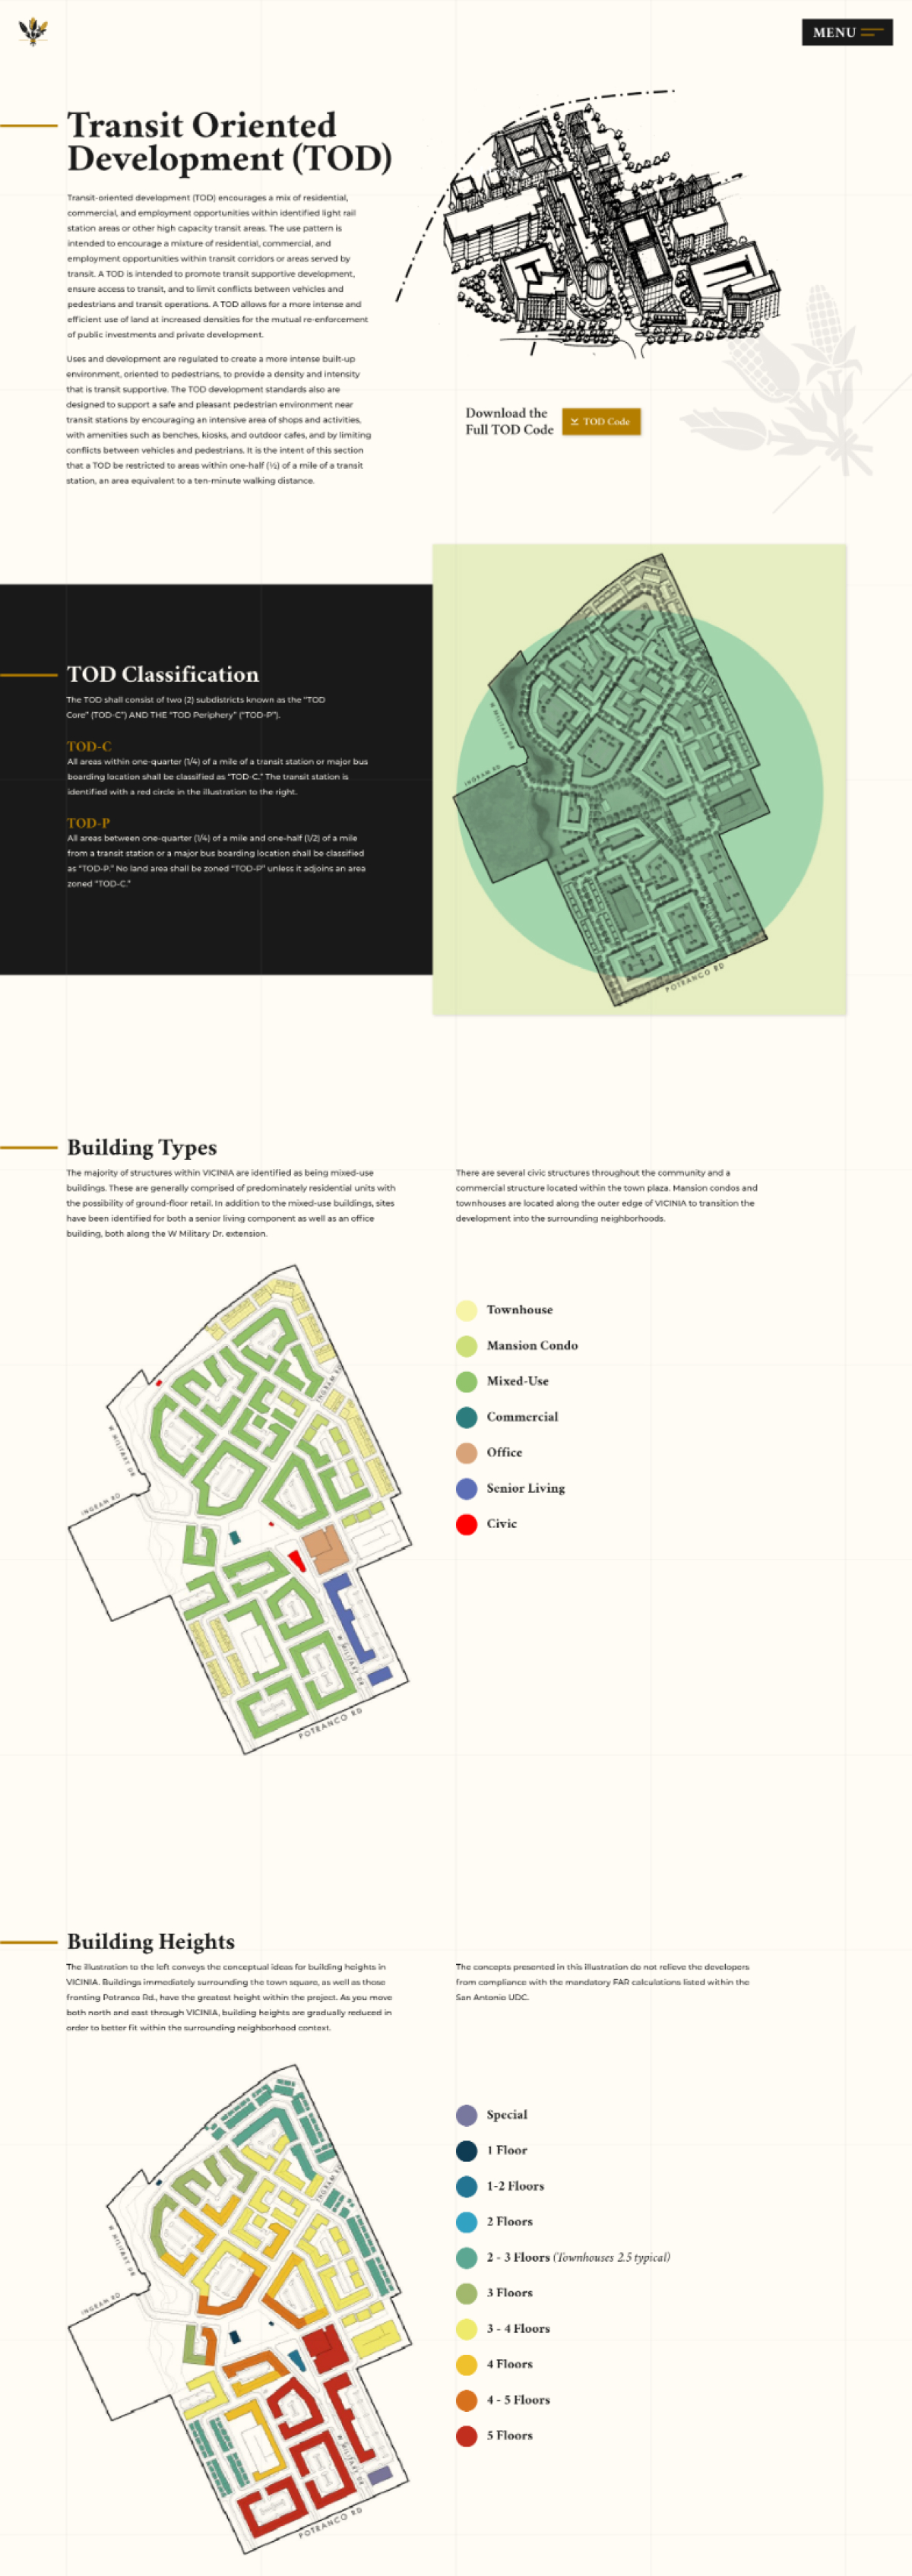 MENU
Transit Oriented
Development (TOD)
Transit-oriented development (TOD) encourages a mix of residential,
commercial, and employment opportunities within identified light rail
station areas or other high capacity transit areas. The use pattern is
intended to encourage a mixture of residential, commercial, and
employment opportunities within transit corridors or areas served by
transit. A TOD is intended to promote transit supportive development,
ensure access to transit, and to limit conflicts between vehicles and
pedestrians and transit operations. A TOD allows for a more intense and
efficient use of land at increased densities for the mutual re-enforcement
of public investments and private development.
Uses and development are regulated to create a more intense built-up
environment, oriented to pedestrians, to provide a density and intensity
that is transit supportive. The TOD development standards also are
designed to support a safe and pleasant pedestrian environment near
transit stations by encouraging an intensive area of shops and activities,
with amenities such as benches, kiosks, and outdoor cafes, and by limiting
conflicts between vehicles and pedestrians. It is the intent of this section
that a TOD be restricted to areas within one-half (½) of a mile of a transit
station, an area equivalent to a ten-minute walking distance.
Download the
Full TOD Code
TOD Code
TOD Classification
The TOD shall consist of two (2) subdistricts known as the "TOD
Core" (TOD-C") AND THE "TOD Periphery" ("TOD-P").
TOD-C
All areas within one-quarter (1/4) of a mile of a transit station or major bus
boarding location shall be classified as "TOD-C." The transit station is
identified with a red circle in the illustration to the right.
TOD-P
All areas between one-quarter (1/4) of a mile and one-half (1/2) of a mile
from a transit station or a major bus boarding location shall be classified
as "TOD-P." No land area shall be zoned "TOD-P" unless it adjoins an area
zoned "TOD-C."
W MILITARY DR
INGRAM RD
POTRANCO RD
Building Types
The majority of structures within VICINIA are identified as being mixed-use
buildings. These are generally comprised of predominately residential units with
the possibility of ground-floor retail. In addition to the mixed-use buildings, sites
have been identified for both a senior living component as well as an office
building, both along the W Military Dr. extension.
There are several civic structures throughout the community and a
commercial structure located within the town plaza. Mansion condos and
townhouses are located along the outer edge of VICINIA to transition the
development into the surrounding neighborhoods.
INGRAM RD
W MILITARY DR
INGRAM RD
W MILITARY DR
POTRANCO RD
Townhouse
Mansion Condo
Mixed-Use
Commercial
Office
Senior Living
Civic
Building Heights
The illustration to the left conveys the conceptual ideas for building heights in
VICINIA. Buildings immediately surrounding the town square, as well as those
fronting Potranco Rd., have the greatest height within the project. As you move
both north and east through VICINIA, building heights are gradually reduced in
order to better fit within the surrounding neighborhood context.
The concepts presented in this illustration do not relieve the developers
from compliance with the mandatory FAR calculations listed within the
San Antonio UDC.
INGRAM RD
W MILITARY DR
INGRAM RD
W MILITARY DR
POTRANCO RD
Special
1 Floor
1-2 Floors
2 Floors
2 - 3 Floors (Townhouses 2.5 typical)
3 Floors
3 - 4 Floors
4 Floors
4 - 5 Floors
5 Floors